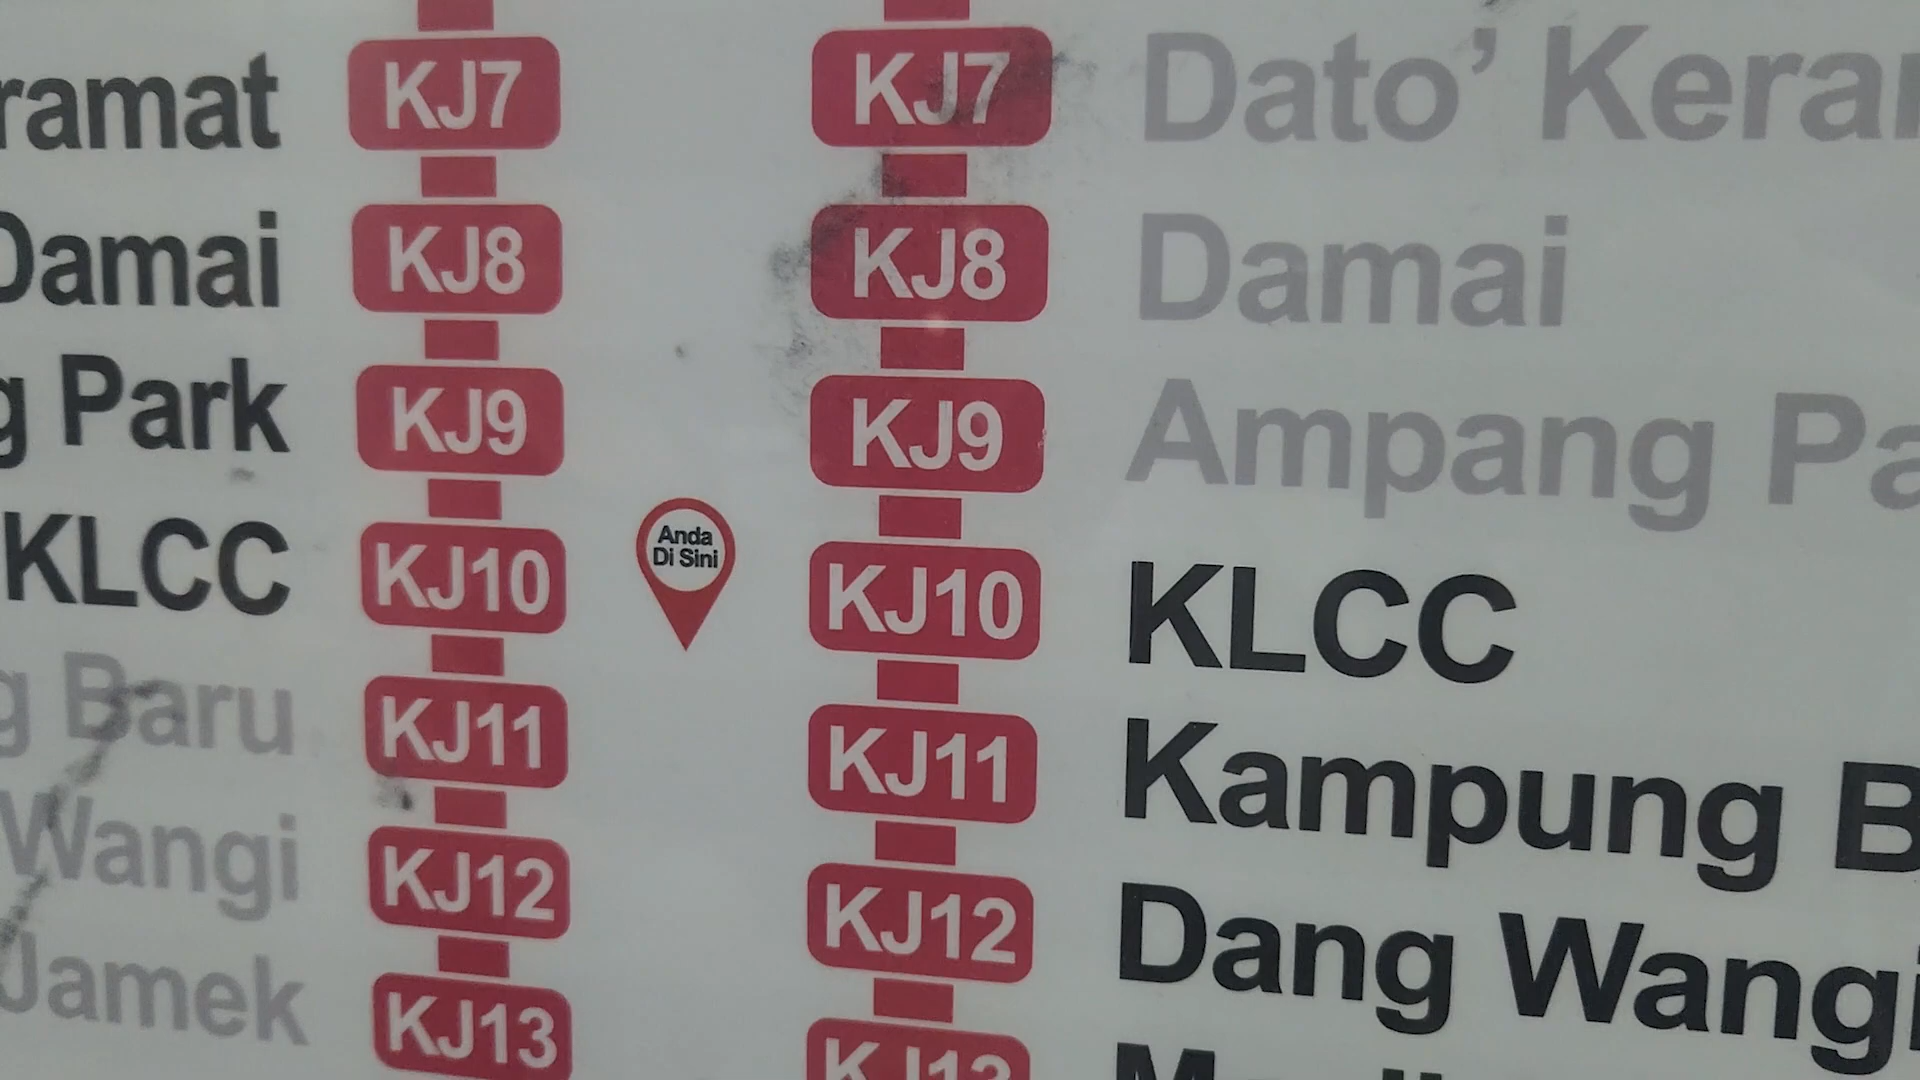 ramat KJ7 KJ7 Dato' Kera
Damai KJ8 KJ8 Damai
g Park KJ9 KJ9 Ampang Pa
KLCC KJ10 Anda Di Sini KJ10 KLCC
g Baru KJ11 KJ11 Kampung B
Wangi KJ12 KJ12 Dang Wangi
Jamek KJ13 KJ13